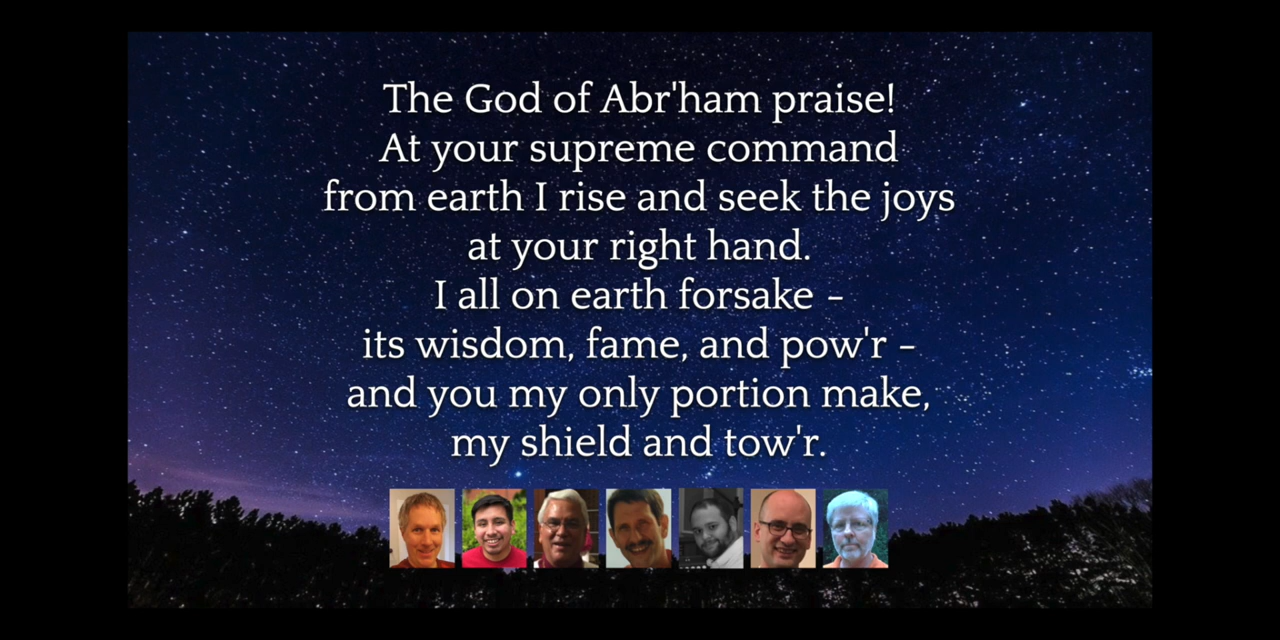 The God of Abr'ham praise!
At your supreme command
from earth I rise and seek the joys
at your right hand.
I all on earth forsake –
its wisdom, fame, and pow'r –
and you my only portion make,
my shield and tow'r.